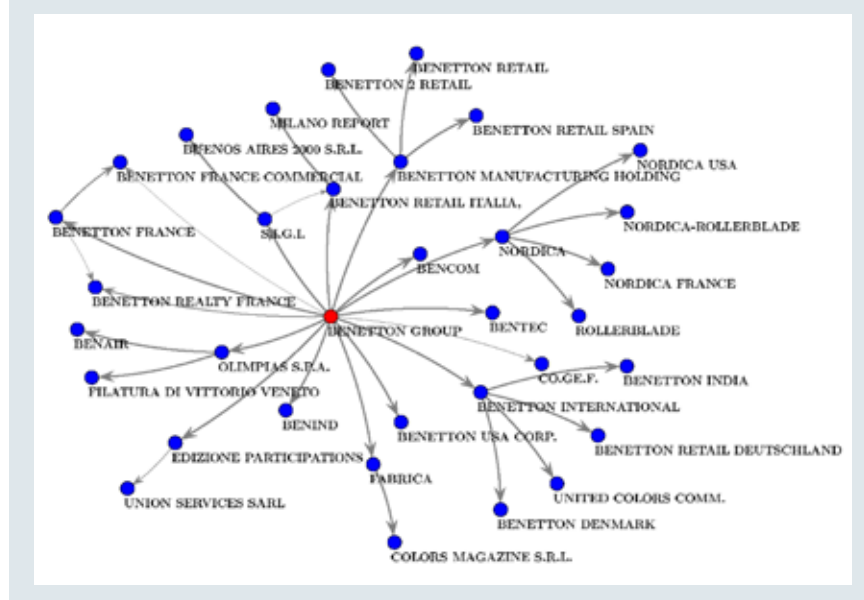 BENETTON RETAIL
BENETTON 2 RETAIL
MILANO REPORT
BENETTON RETAIL SPAIN
BUENOS AIRES 2000 S.R.L.
NORDICA USA
BENETTON FRANCE COMMERCIAL
BENETTON MANUFACTURING HOLDING
BENETTON RETAIL ITALIA,
NORDICA-ROLLERBLADE
BENETTON FRANCE
S.I.G.I.
NORDICA
BENCOM
NORDICA FRANCE
BENETTON REALTY FRANCE
BENETTON GROUP
BENTEC
ROLLERBLADE
BENAIR
OLIMPIAS S.P.A.
CO.GE.F.
BENETTON INDIA
FILATURA DI VITTORIO VENETO
BENETTON INTERNATIONAL
BENIND
BENETTON USA CORP.
BENETTON RETAIL DEUTSCHLAND
EDIZIONE PARTICIPATIONS
FABRICA
UNION SERVICES SARL
UNITED COLORS COMM.
BENETTON DENMARK
COLORS MAGAZINE S.R.L.